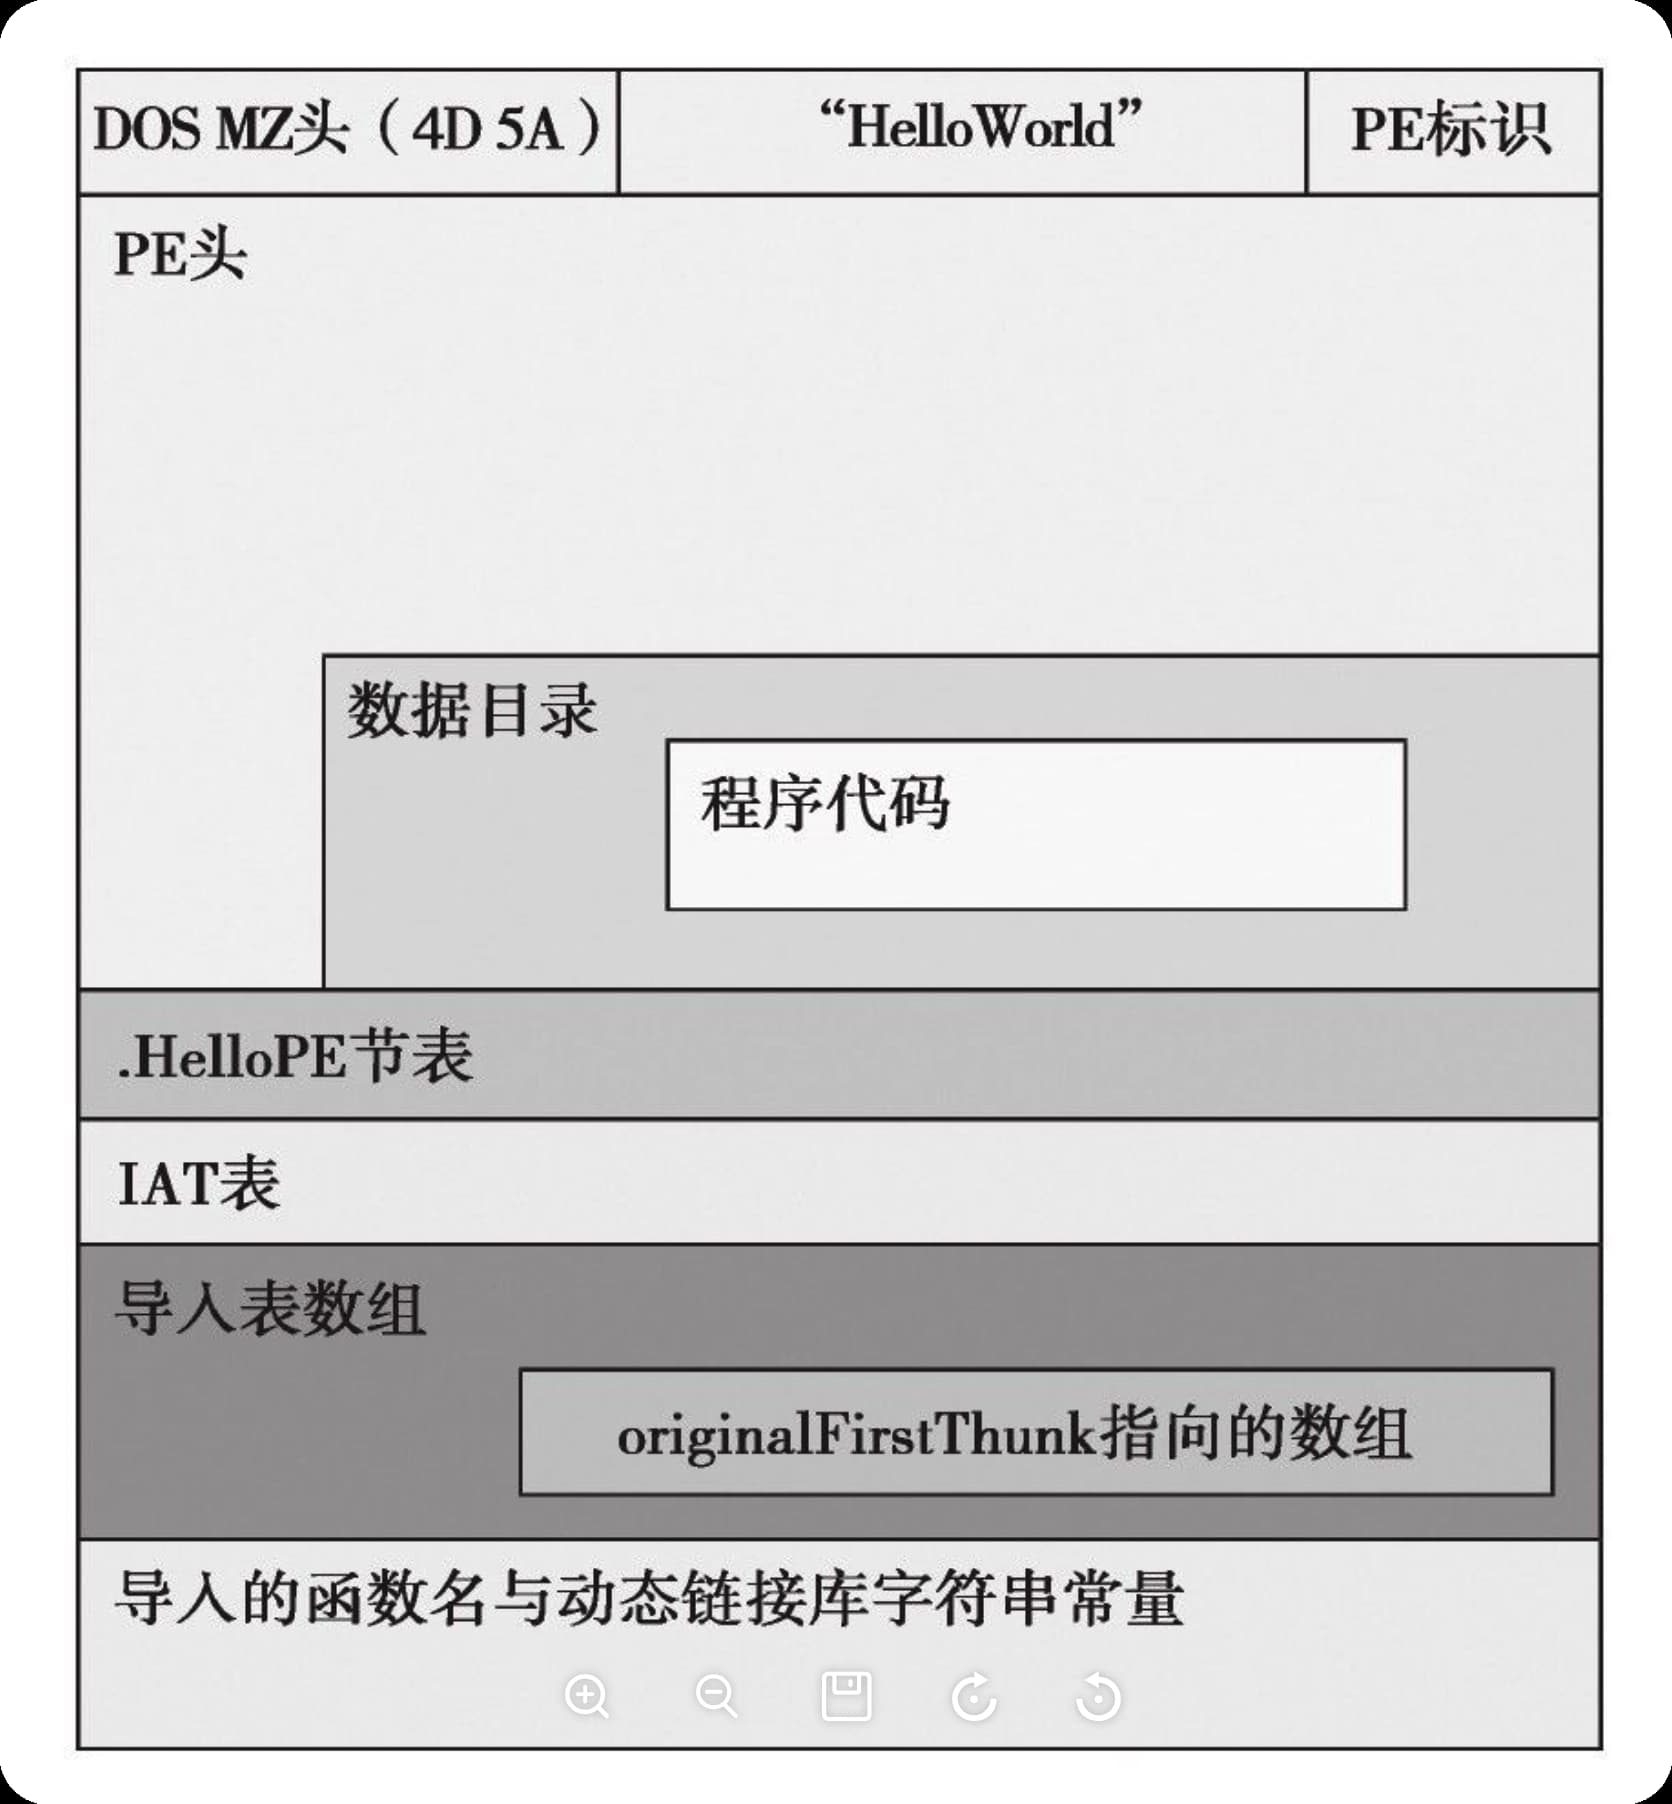 DOS MZ头（4D 5A）
“HelloWorld”
PE标识
PE头
数据目录
程序代码
.HelloPE节表
IAT表
导入表数组
originalFirstThunk指向的数组
导入的函数名与动态链接库字符串常量